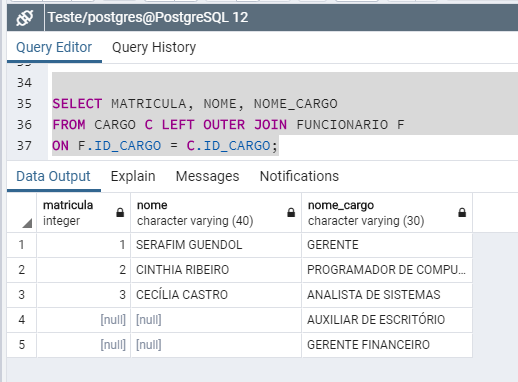 Teste/postgres@PostgreSQL 12
Query Editor Query History
34
35 SELECT MATRICULA, NOME, NOME_CARGO
36 FROM CARGO C LEFT OUTER JOIN FUNCIONARIO F
37 ON F.ID_CARGO = C.ID_CARGO;
Data Output Explain Messages Notifications
matricula nome nome_cargo
integer character varying (40) character varying (30)
1 1 SERAFIM GUENDOL GERENTE
2 2 CINTHIA RIBEIRO PROGRAMADOR DE COMPU...
3 3 CECÍLIA CASTRO ANALISTA DE SISTEMAS
4 [null] [null] AUXILIAR DE ESCRITÓRIO
5 [null] [null] GERENTE FINANCEIRO